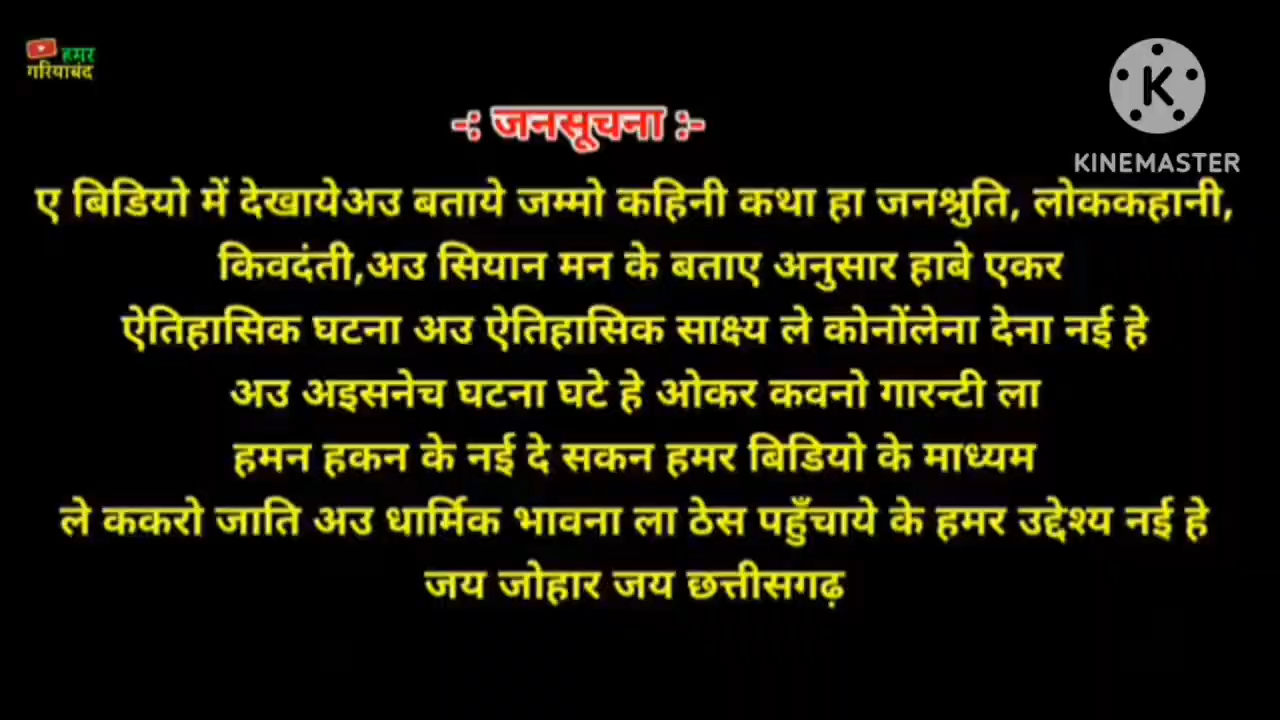 हमर
गरियाबंद
-: जनसूचना :-
KINEMASTER
ए बिडियो में देखायेअउ बताये जम्मो कहिनी कथा हा जनश्रुति, लोककहानी,
किवदंती,अउ सियान मन के बताए अनुसार हाबे एकर
ऐतिहासिक घटना अउ ऐतिहासिक साक्ष्य ले कोनोंलेना देना नई हे
अउ अइसनेच घटना घटे हे ओकर कवनो गारन्टी ला
हमन हकन के नई दे सकन हमर बिडियो के माध्यम
ले ककरो जाति अउ धार्मिक भावना ला ठेस पहुँचाये के हमर उद्देश्य नई हे
जय जोहार जय छत्तीसगढ़